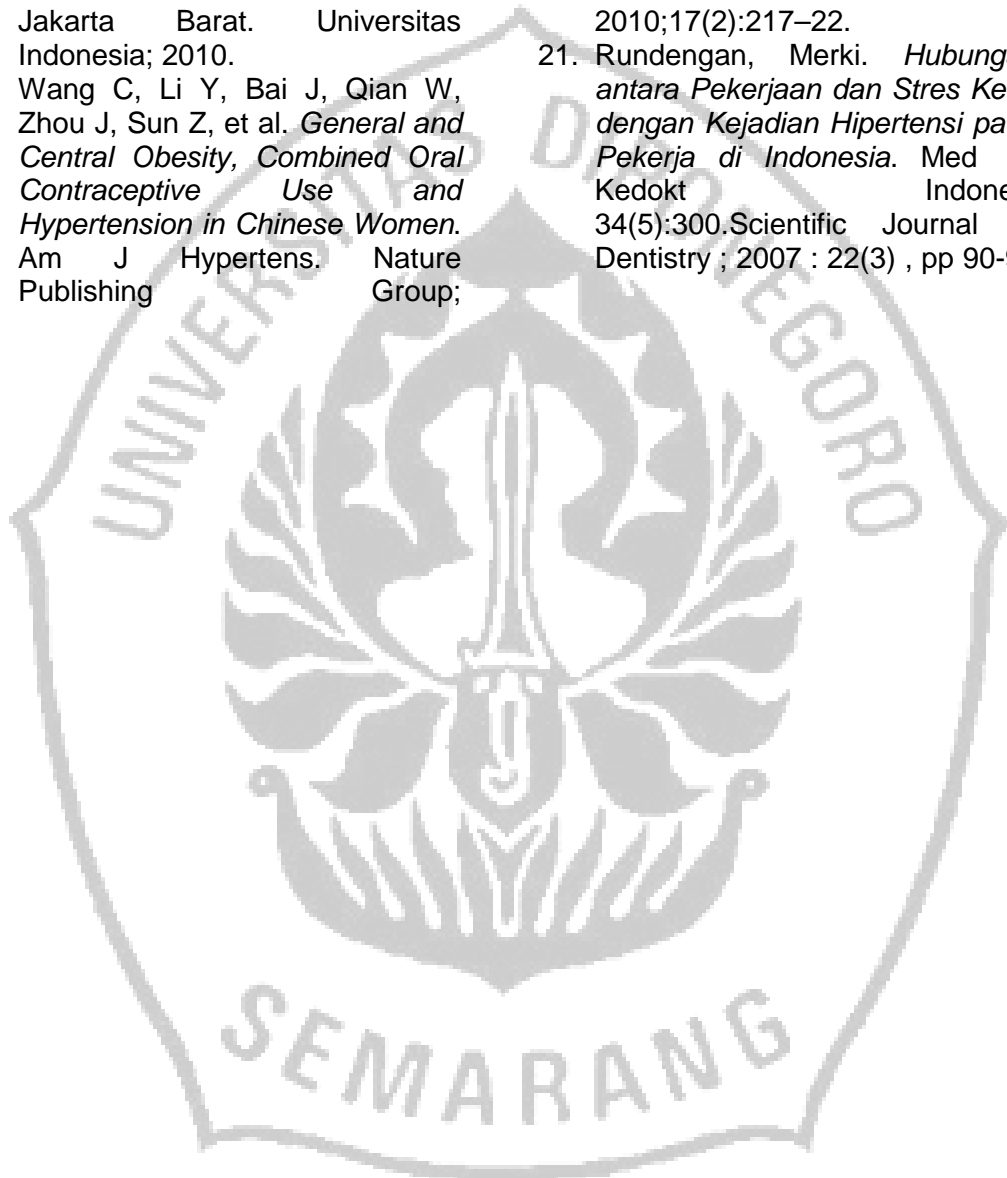 Jakarta Barat. Universitas
Indonesia; 2010.
Wang C, Li Y, Bai J, Qian W,
Zhou J, Sun Z, et al. General and
Central Obesity, Combined Oral
Contraceptive Use and
Hypertension in Chinese Women.
Am J Hypertens. Nature
Publishing Group;
2010;17(2):217–22.
21. Rundengan, Merki. Hubung
antara Pekerjaan dan Stres Ke
dengan Kejadian Hipertensi pa
Pekerja di Indonesia. Med
Kedokt Indone
34(5):300.Scientific Journal
Dentistry ; 2007 : 22(3) , pp 90-
UNIVERSITAS DIPONEGORO
SEMARANG